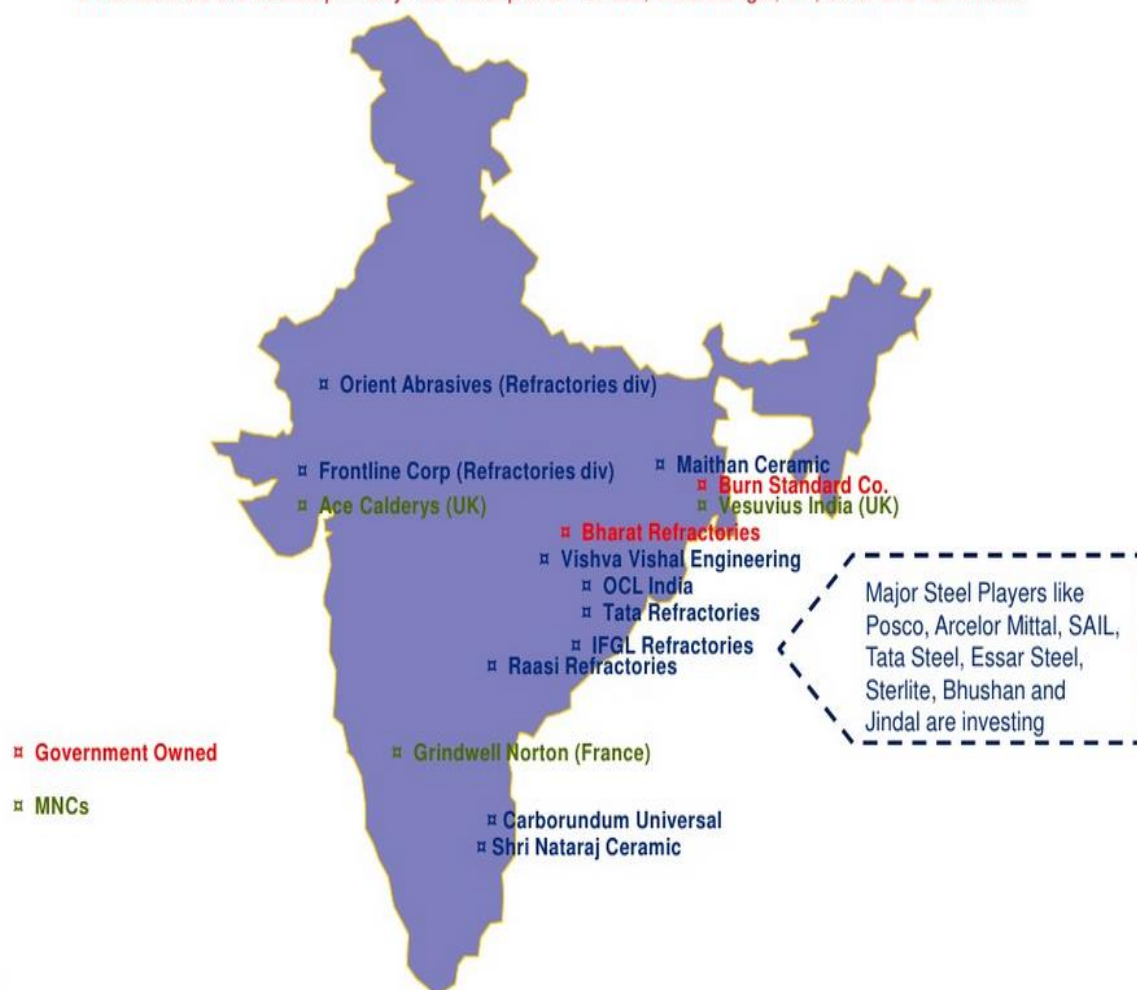 ¤ Orient Abrasives (Refractories div)
¤ Frontline Corp (Refractories div)
¤ Maithan Ceramic
¤ Burn Standard Co.
¤ Ace Calderys (UK)
¤ Vesuvius India (UK)
¤ Bharat Refractories
¤ Vishva Vishal Engineering
¤ OCL India
¤ Tata Refractories
¤ IFGL Refractories
¤ Raasi Refractories
Major Steel Players like
Posco, Arcelor Mittal, SAIL,
Tata Steel, Essar Steel,
Sterlite, Bhushan and
Jindal are investing
¤ Government Owned
¤ Grindwell Norton (France)
¤ MNCs
¤ Carborundum Universal
¤ Shri Nataraj Ceramic